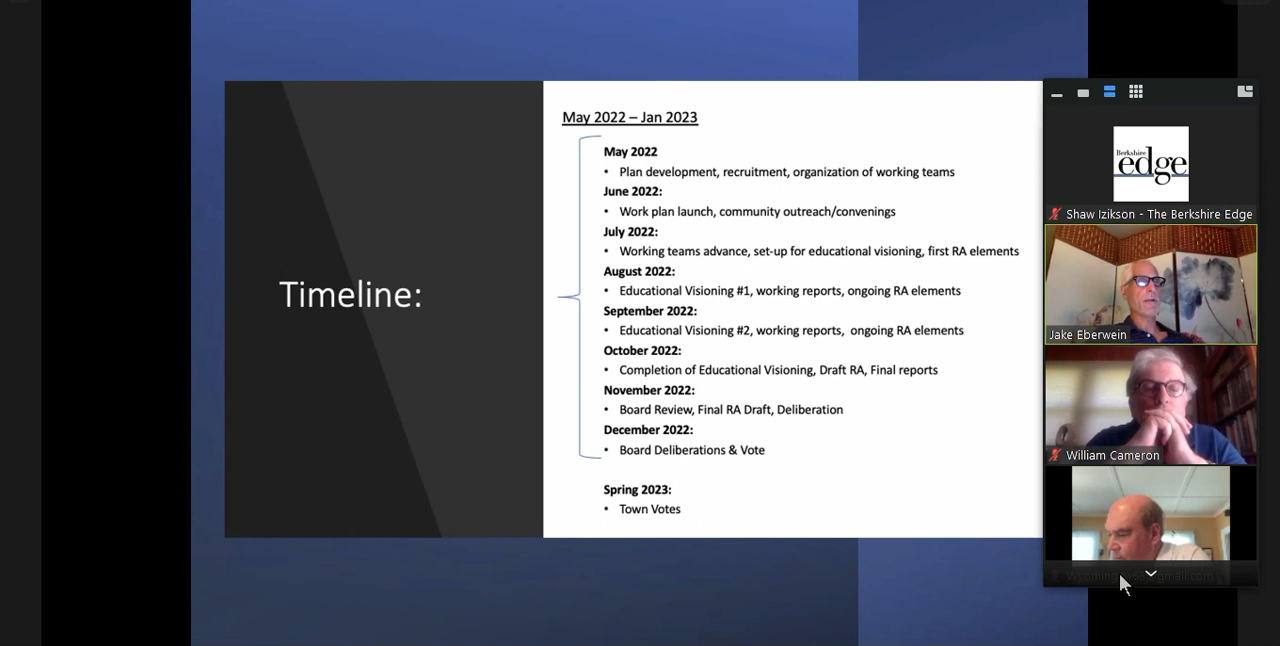 Timeline:
May 2022 – Jan 2023
May 2022
• Plan development, recruitment, organization of working teams
June 2022:
• Work plan launch, community outreach/convenings
July 2022:
• Working teams advance, set-up for educational visioning, first RA elements
August 2022:
• Educational Visioning #1, working reports, ongoing RA elements
September 2022:
• Educational Visioning #2, working reports, ongoing RA elements
October 2022:
• Completion of Educational Visioning, Draft RA, Final reports
November 2022:
• Board Review, Final RA Draft, Deliberation
December 2022:
• Board Deliberations & Vote
Spring 2023:
• Town Votes
Berkshire
edge
Shaw Izikson - The Berkshire Edge
Jake Eberwein
William Cameron